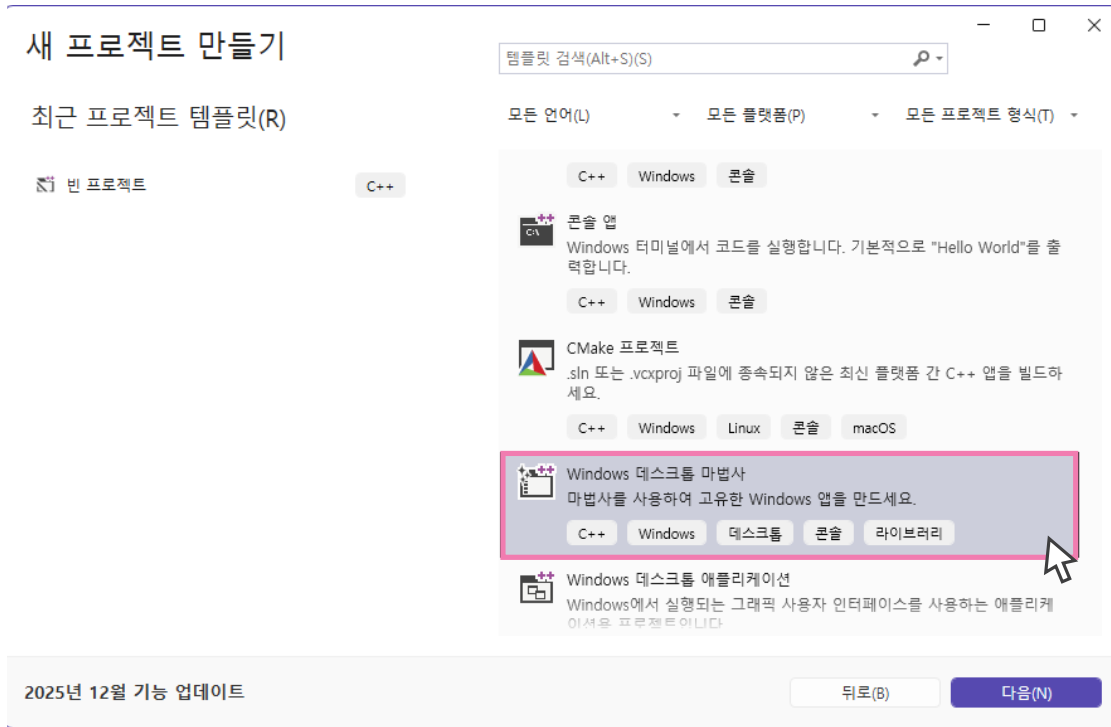 새 프로젝트 만들기
템플릿 검색(Alt+S)(S)
최근 프로젝트 템플릿(R)
모든 언어(L)
모든 플랫폼(P)
모든 프로젝트 형식(T)
빈 프로젝트
C++
C++ Windows 콘솔
C:\
콘솔 앱
Windows 터미널에서 코드를 실행합니다. 기본적으로 "Hello World"를 출
력합니다.
C++ Windows 콘솔
CMake 프로젝트
.sln 또는 .vcxproj 파일에 종속되지 않은 최신 플랫폼 간 C++ 앱을 빌드하
세요.
C++ Windows Linux 콘솔 macOS
Windows 데스크톱 마법사
마법사를 사용하여 고유한 Windows 앱을 만드세요.
C++ Windows 데스크톱 콘솔 라이브러리
Windows 데스크톱 애플리케이션
Windows에서 실행되는 그래픽 사용자 인터페이스를 사용하는 애플리케
이션용 프로젝트입니다
2025년 12월 기능 업데이트
뒤로(B)
다음(N)